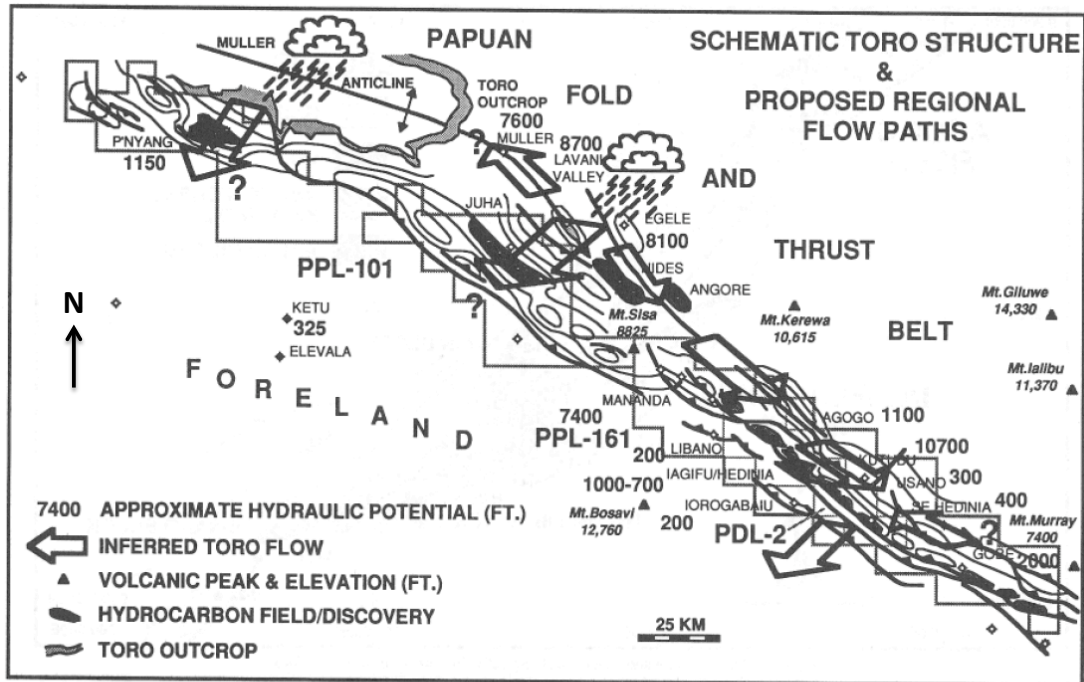 MULLER
PAPUAN
SCHEMATIC TORO STRUCTURE
&
PROPOSED REGIONAL
FLOW PATHS
ANTICLINE
TORO
OUTCROP
FOLD
7600
MULLER
8700
LAVANI
VALLEY
AND
P'NYANG
1150
?
?
JUHA
EGELE
8100
NIDES
ANGORE
THRUST
PPL-101
?
N
KETU
325
ELEVALA
Mt.Sisa
8825
Mt.Kerewa
10,615
Mt.Giluwe
14,330
BELT
Mt.Ialibu
11,370
FORELAND
MANANDA
7400
PPL-161
AGOGO 1100
200
LIBANO
KUTUBU
10700
IAGIFU/HEDINIA
USANO
300
1000-700
Mt.Bosavi
12,760
IOROGABAIU
200
SE HEDINIA
400
PDL-2
?
Mt.Murray
7400
GOBE
2000
7400 APPROXIMATE HYDRAULIC POTENTIAL (FT.)
INFERRED TORO FLOW
VOLCANIC PEAK & ELEVATION (FT.)
HYDROCARBON FIELD/DISCOVERY
TORO OUTCROP
25 KM